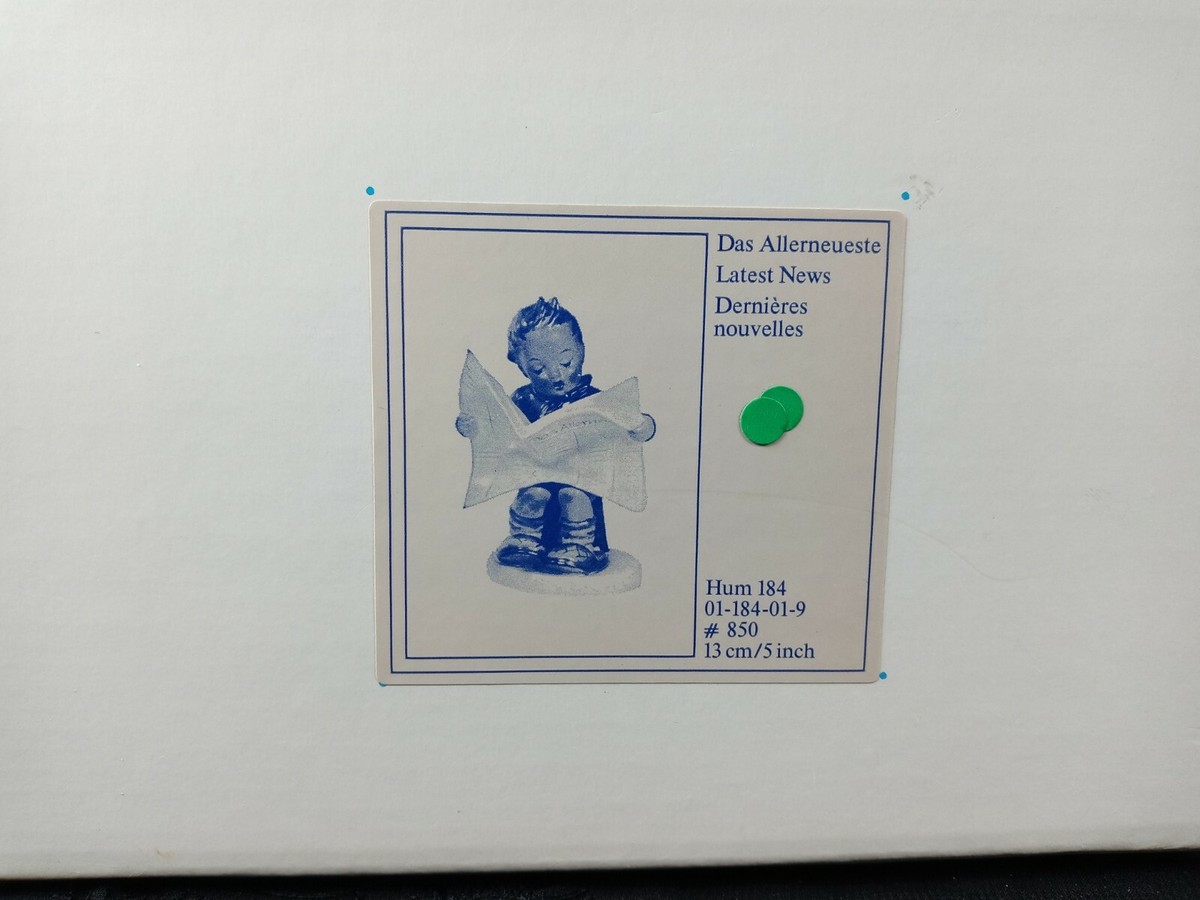 Das Allerneueste
Latest News
Dernières
nouvelles
Hum 184
01-184-01-9
# 850
13 cm/5 inch